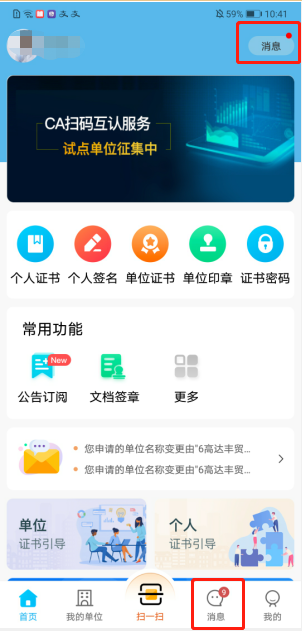 59% 10:41
消息
CA扫码互认服务
试点单位征集中
个人证书 个人签名 单位证书 单位印章 证书密码
常用功能
New
公告订阅 文档签章 更多
您申请的单位名称变更由"6高达丰贸...
您申请的单位名称变更由"6高达丰贸...
单位 个人
证书引导 证书引导
9
首页 我的单位 扫一扫 消息 我的